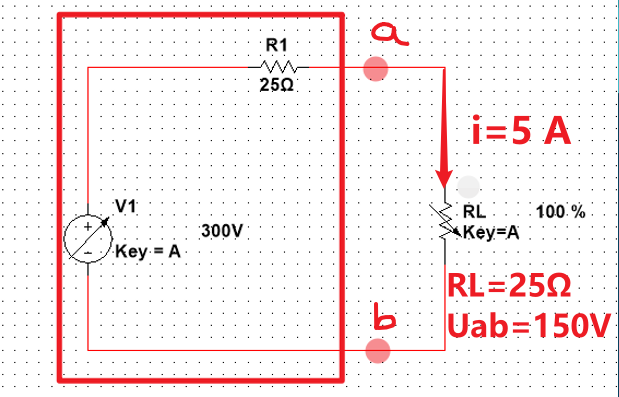 a
R1
25Ω
i=5 A
V1
300V
Key = A
RL 100 %
Key=A
RL=25Ω
Uab=150V
b